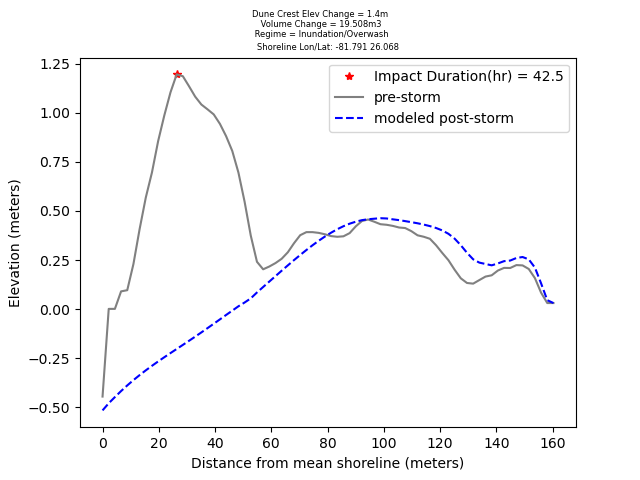 Dune Crest Elev Change = 1.4m
Volume Change = 19.508m3
Regime = Inundation/Overwash
Shoreline Lon/Lat: -81.791 26.068
Impact Duration(hr) = 42.5
pre-storm
modeled post-storm
1.25
1.00
0.75
0.50
0.25
0.00
−0.25
−0.50
Elevation (meters)
0 20 40 60 80 100 120 140 160
Distance from mean shoreline (meters)